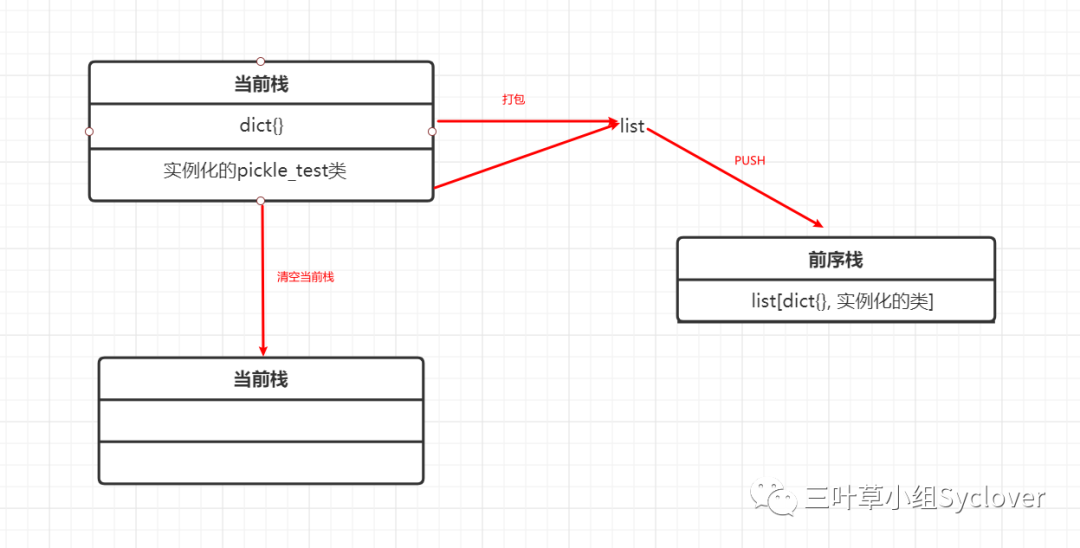 当前栈
dict{}
实例化的pickle_test类
打包
list
PUSH
前序栈
list[dict{}, 实例化的类]
清空当前栈
当前栈
三叶草小组Syclover